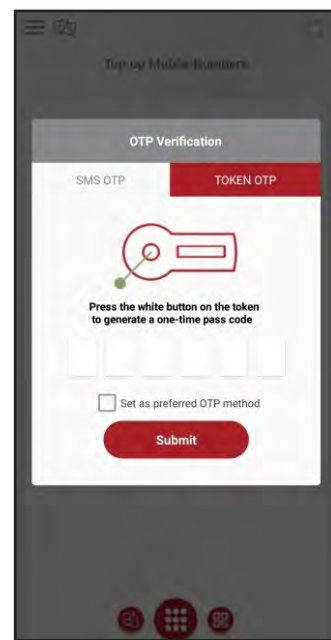 Top-up Mobile Numbers
OTP Verification
SMS OTP
TOKEN OTP
Press the white button on the token
to generate a one-time pass code
Set as preferred OTP method
Submit